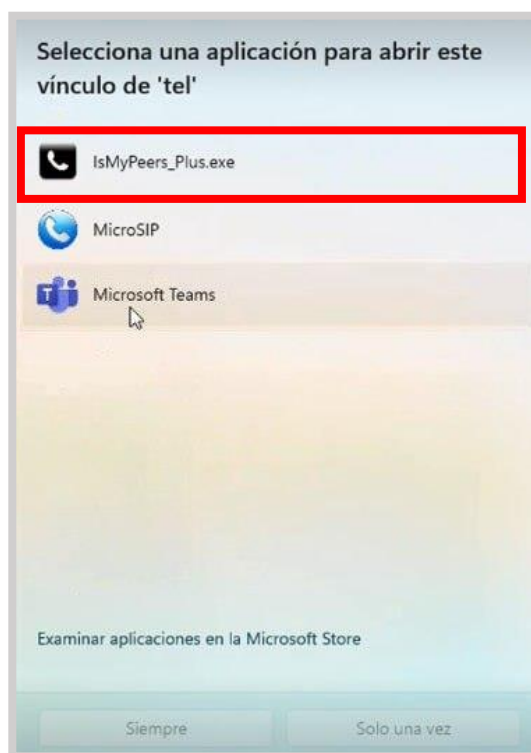 Selecciona una aplicación para abrir este
vínculo de 'tel'
IsMyPeers_Plus.exe
MicroSIP
Microsoft Teams
Examinar aplicaciones en la Microsoft Store
Siempre
Solo una vez